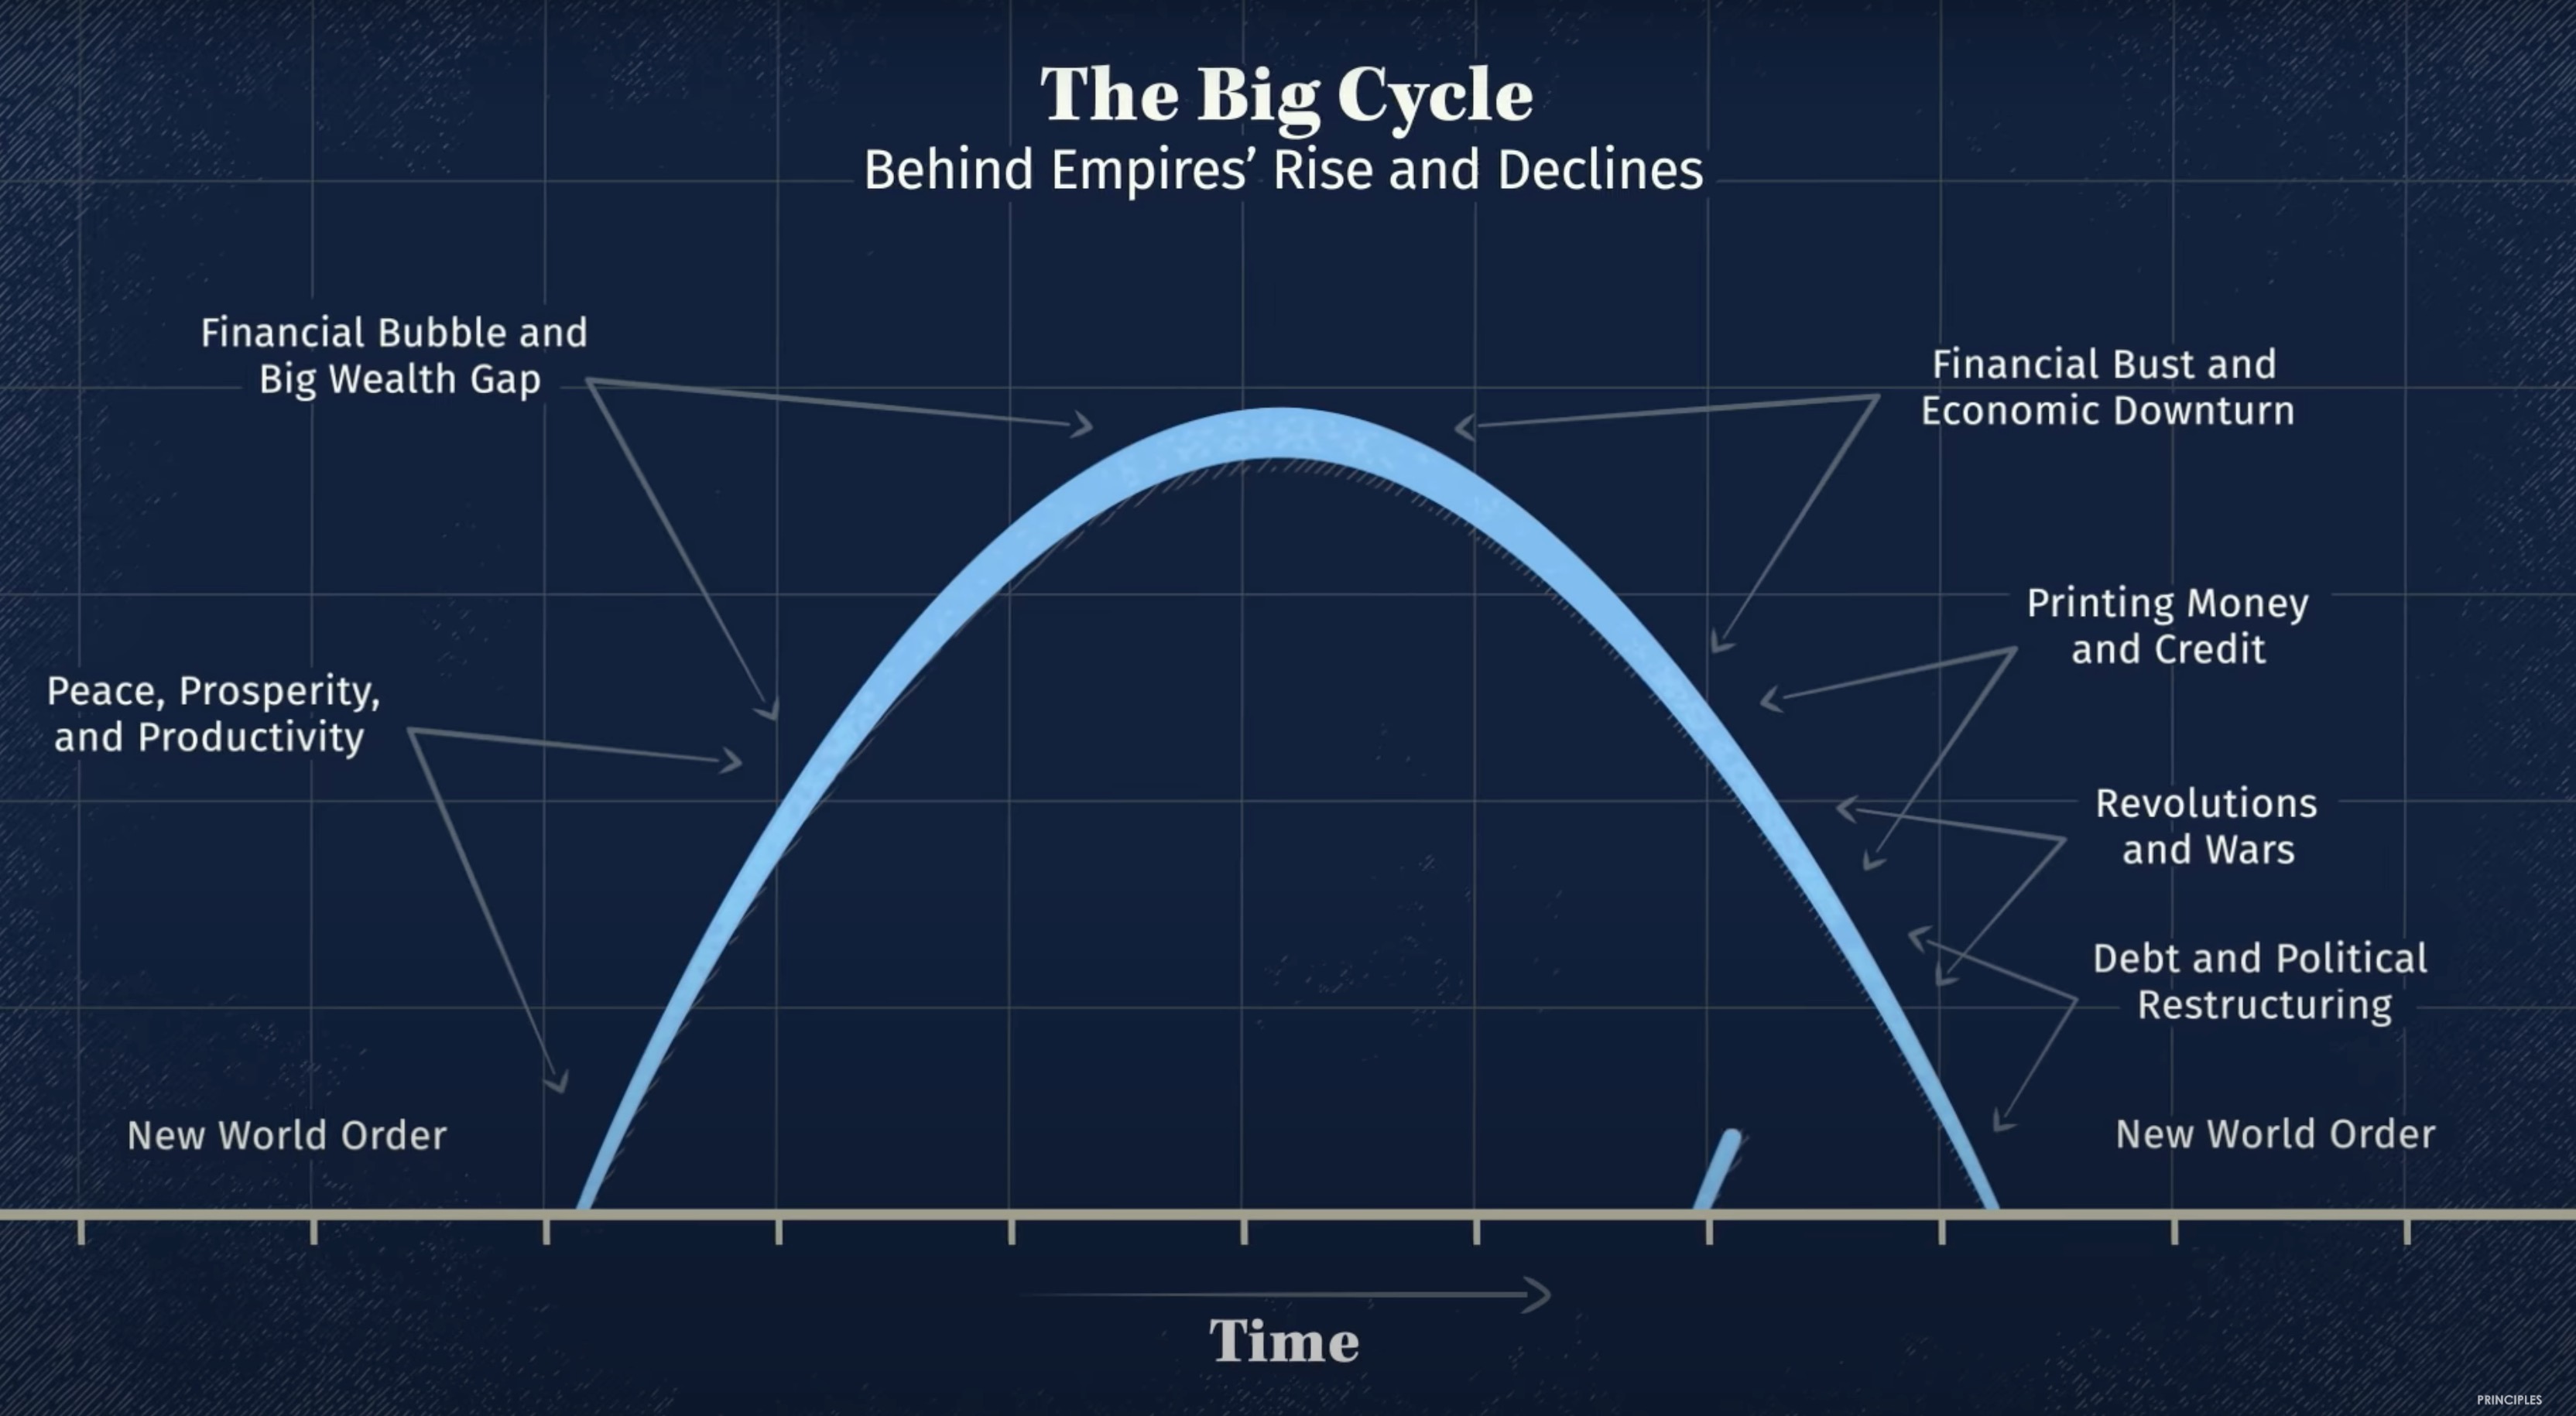 The Big Cycle
Behind Empires’ Rise and Declines
Financial Bubble and
Big Wealth Gap
Peace, Prosperity,
and Productivity
New World Order
Financial Bust and
Economic Downturn
Printing Money
and Credit
Revolutions
and Wars
Debt and Political
Restructuring
New World Order
Time
PRINCIPLES